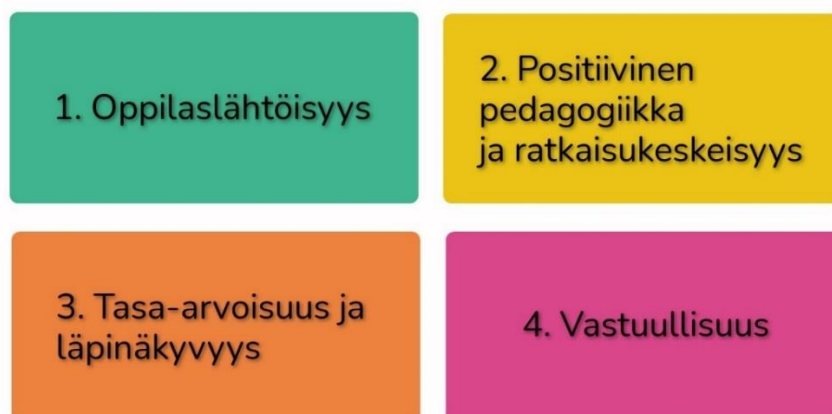 1. Oppilaslähtöisyys
2. Positiivinen
pedagogiikka
ja ratkaisukeskeisyys
3. Tasa-arvoisuus ja
läpinäkyvyys
4. Vastuullisuus